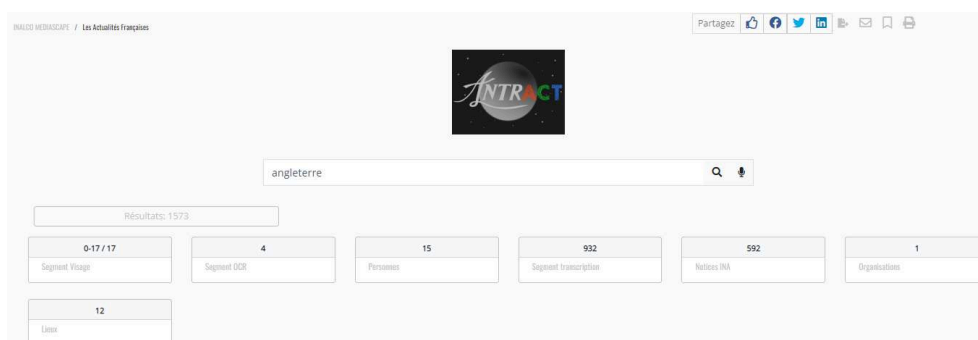 INALCO MEDIASCAPE / Les Actualités Françaises
Partagez
ANTRACT
angleterre
Résultats: 1573
0-17 / 17
Segment Visage
4
Segment OCR
15
Personnes
932
Segment transcription
592
Notices INA
1
Organisations
12
Lieux